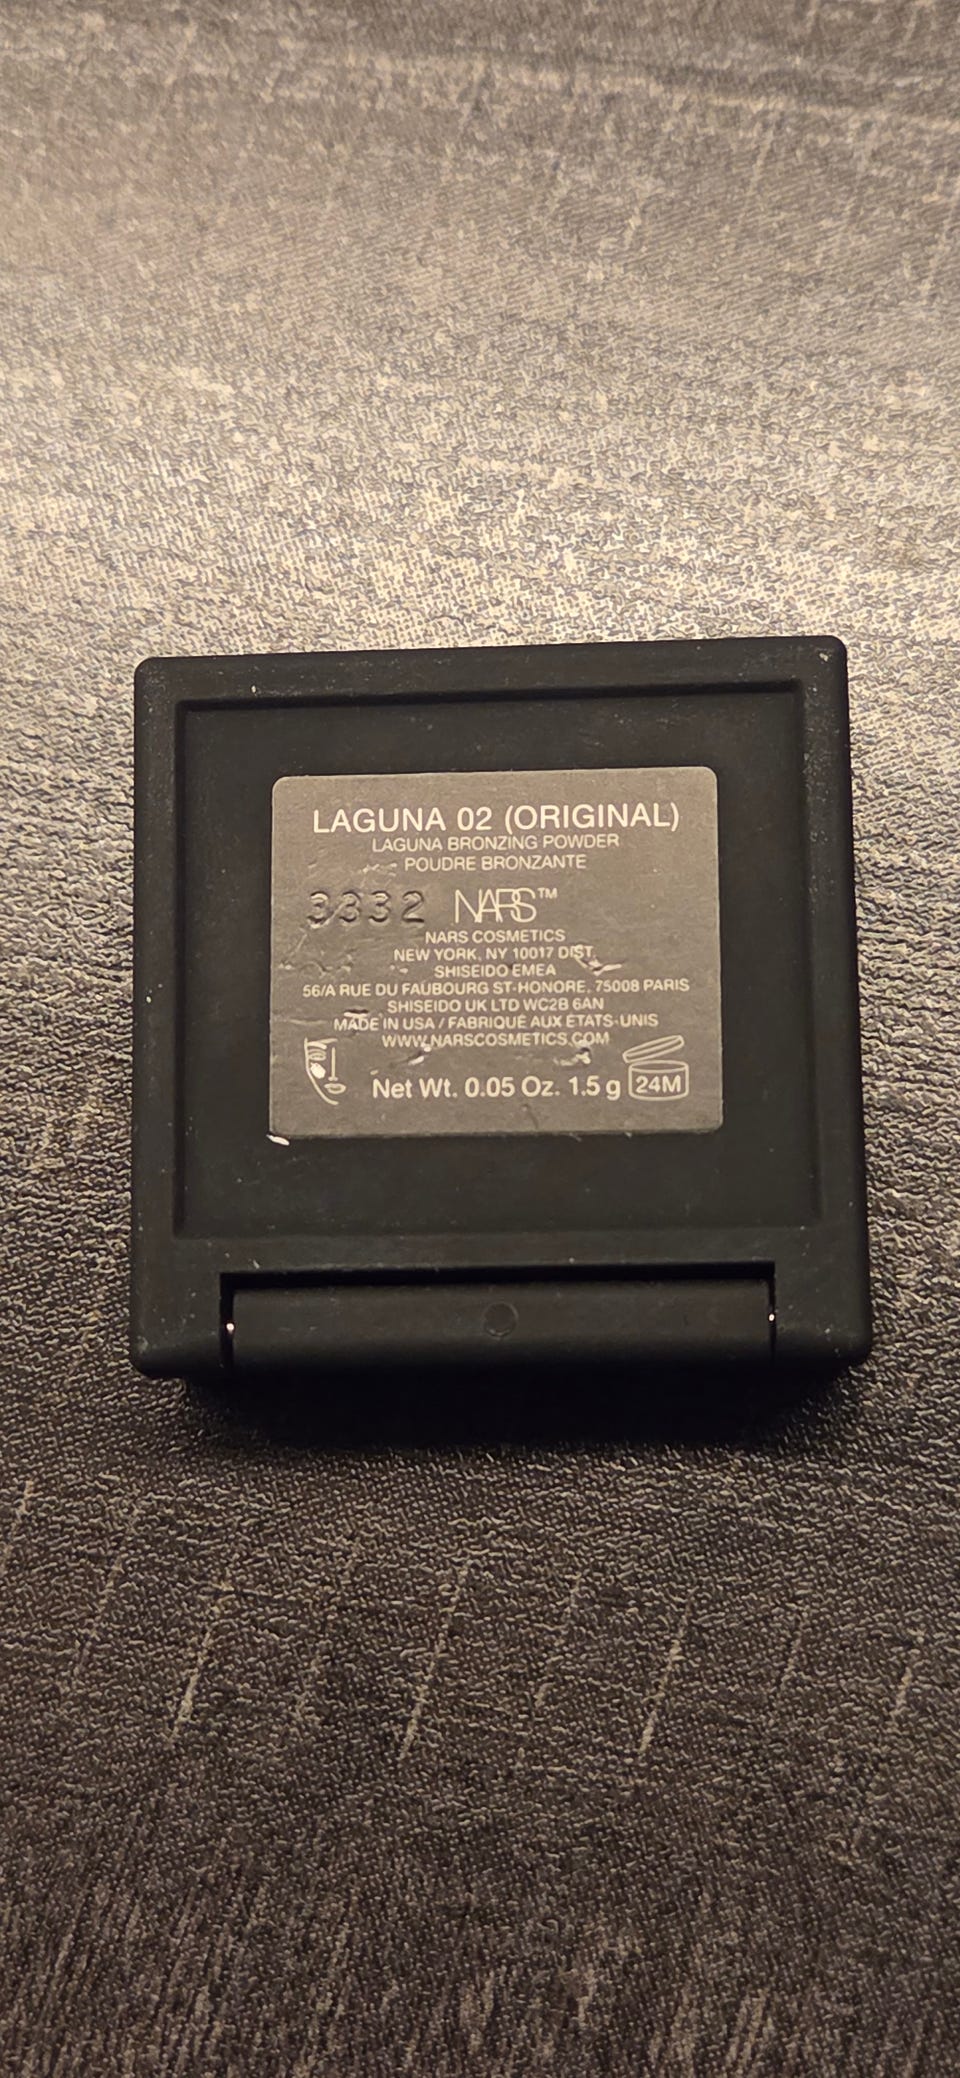 LAGUNA 02 (ORIGINAL)
LAGUNA BRONZING POWDER
POUDRE BRONZANTE
3332 NARS™
NARS COSMETICS
NEW YORK, NY 10017 DIST.
SHISEIDO EMEA
56/A RUE DU FAUBOURG ST-HONORE, 75008 PARIS
SHISEIDO UK LTD WC2B 6AN
MADE IN USA / FABRIQUÉ AUX ÉTATS-UNIS
WWW.NARSCOSMETICS.COM
Net Wt. 0.05 Oz. 1.5 g 24M